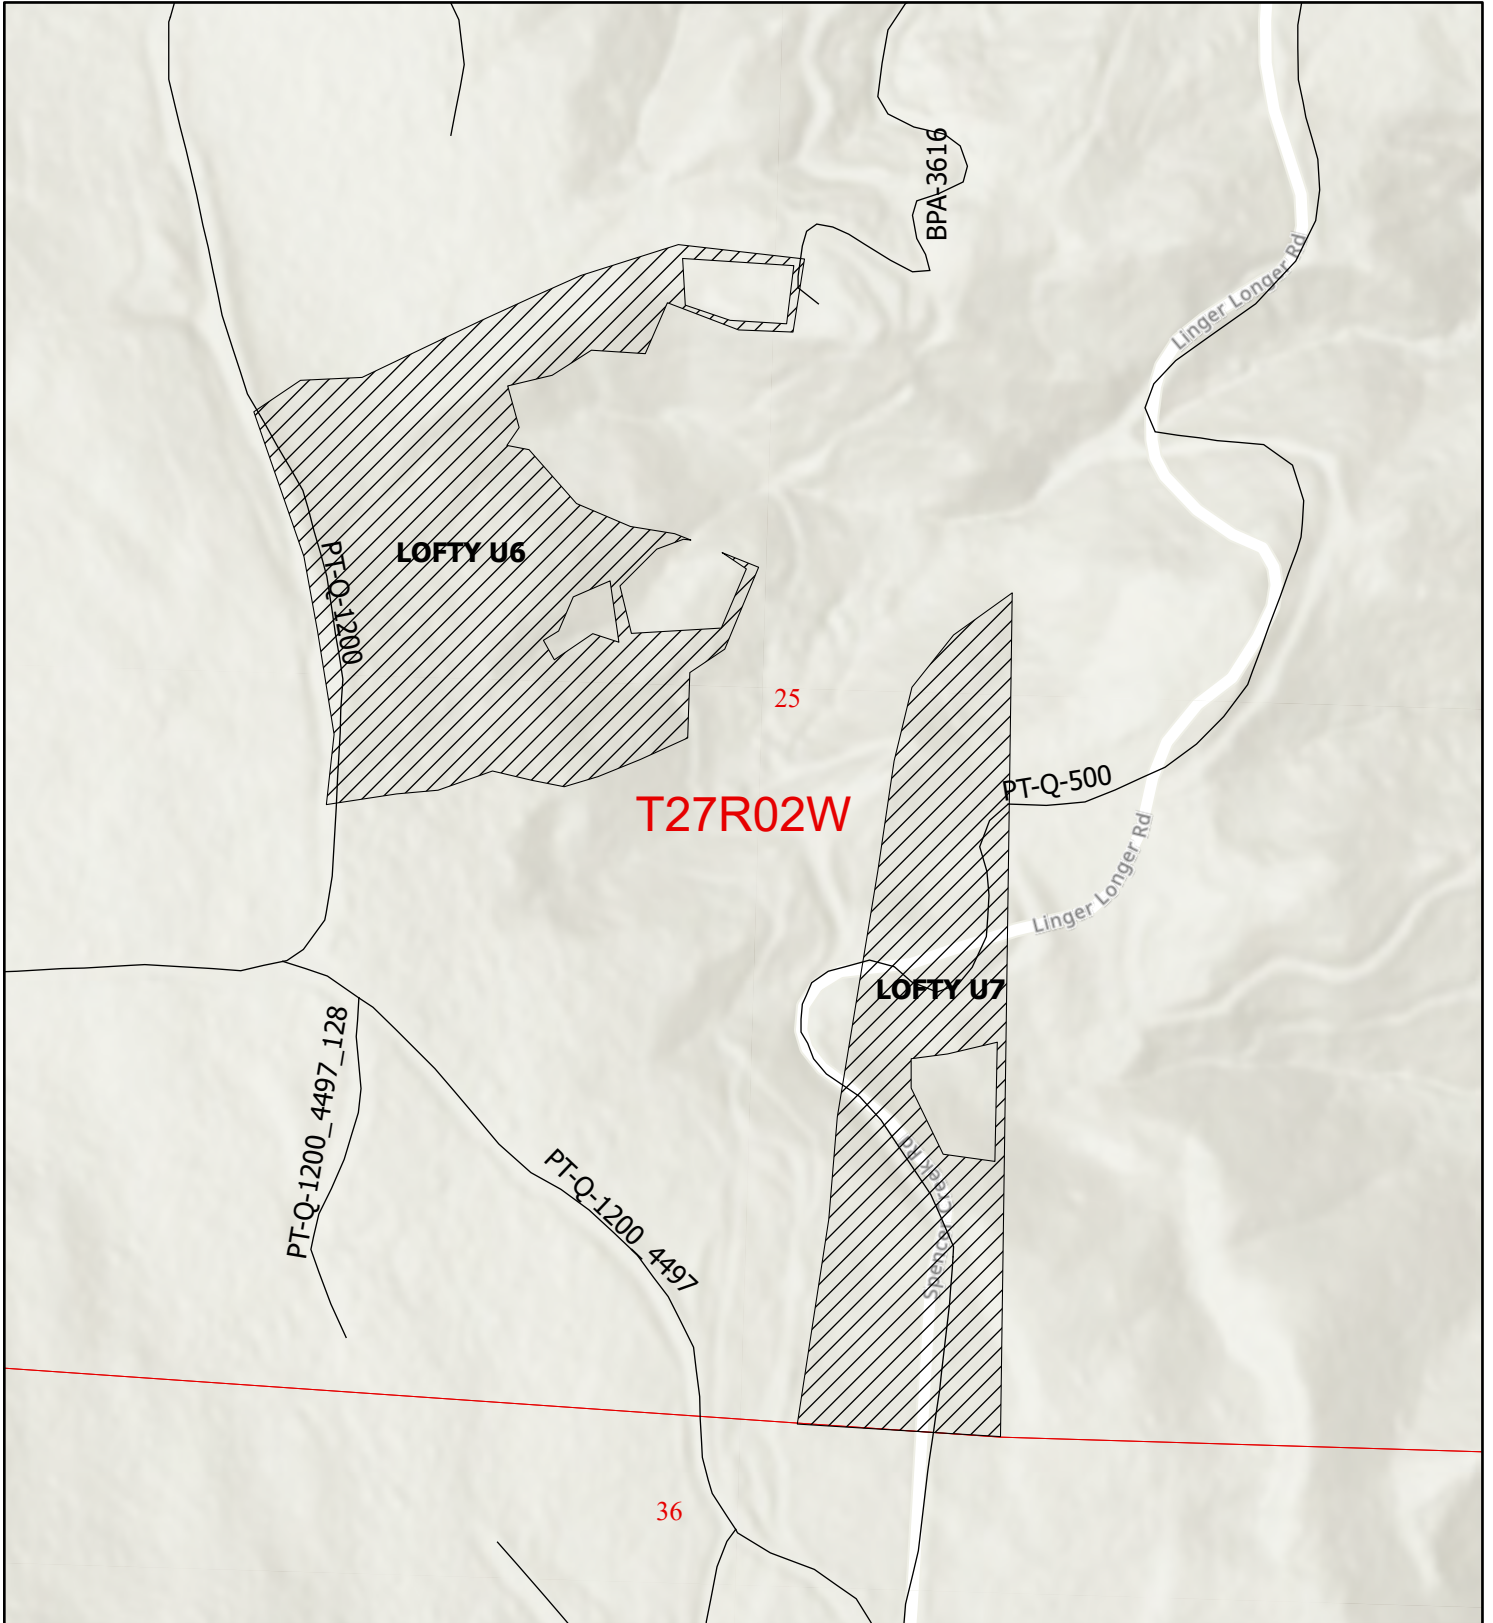 BPA-3616
Linger Longer Rd
PT-Q-1200
LOFTY U6
25
PT-Q-500
T27R02W
Linger Longer Rd
LOFTY U7
PT-Q-1200_4497_128
PT-Q-1200_4497
Spencer Creek Rd
36